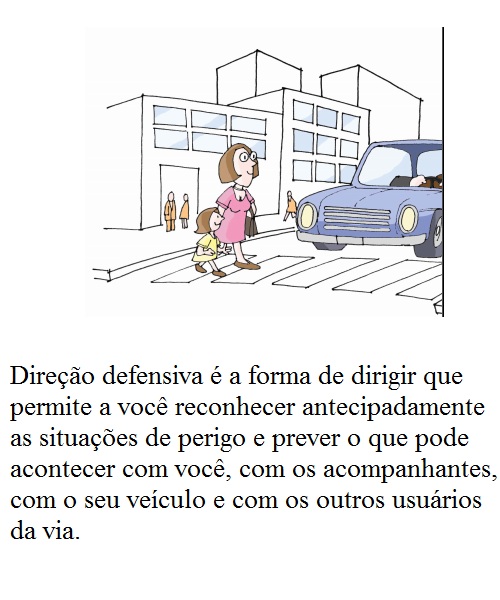 Direção defensiva é a forma de dirigir que
permite a você reconhecer antecipadamente
as situações de perigo e prever o que pode
acontecer com você, com os acompanhantes,
com o seu veículo e com os outros usuários
da via.